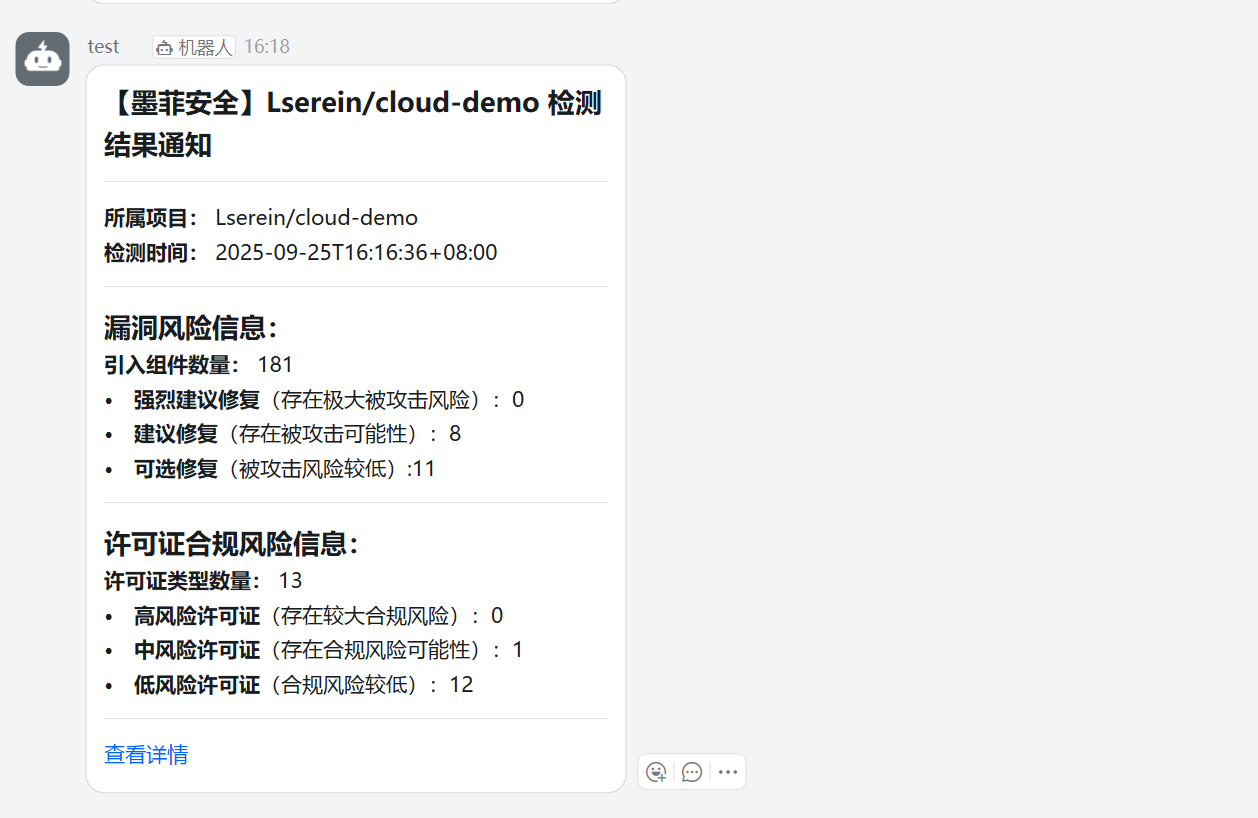 test 机器人 16:18
【墨菲安全】Lserein/cloud-demo 检测
结果通知
所属项目： Lserein/cloud-demo
检测时间： 2025-09-25T16:16:36+08:00
漏洞风险信息：
引入组件数量： 181
• 强烈建议修复（存在极大被攻击风险）：0
• 建议修复（存在被攻击可能性）：8
• 可选修复（被攻击风险较低）:11
许可证合规风险信息：
许可证类型数量： 13
• 高风险许可证（存在较大合规风险）：0
• 中风险许可证（存在合规风险可能性）：1
• 低风险许可证（合规风险较低）：12
查看详情